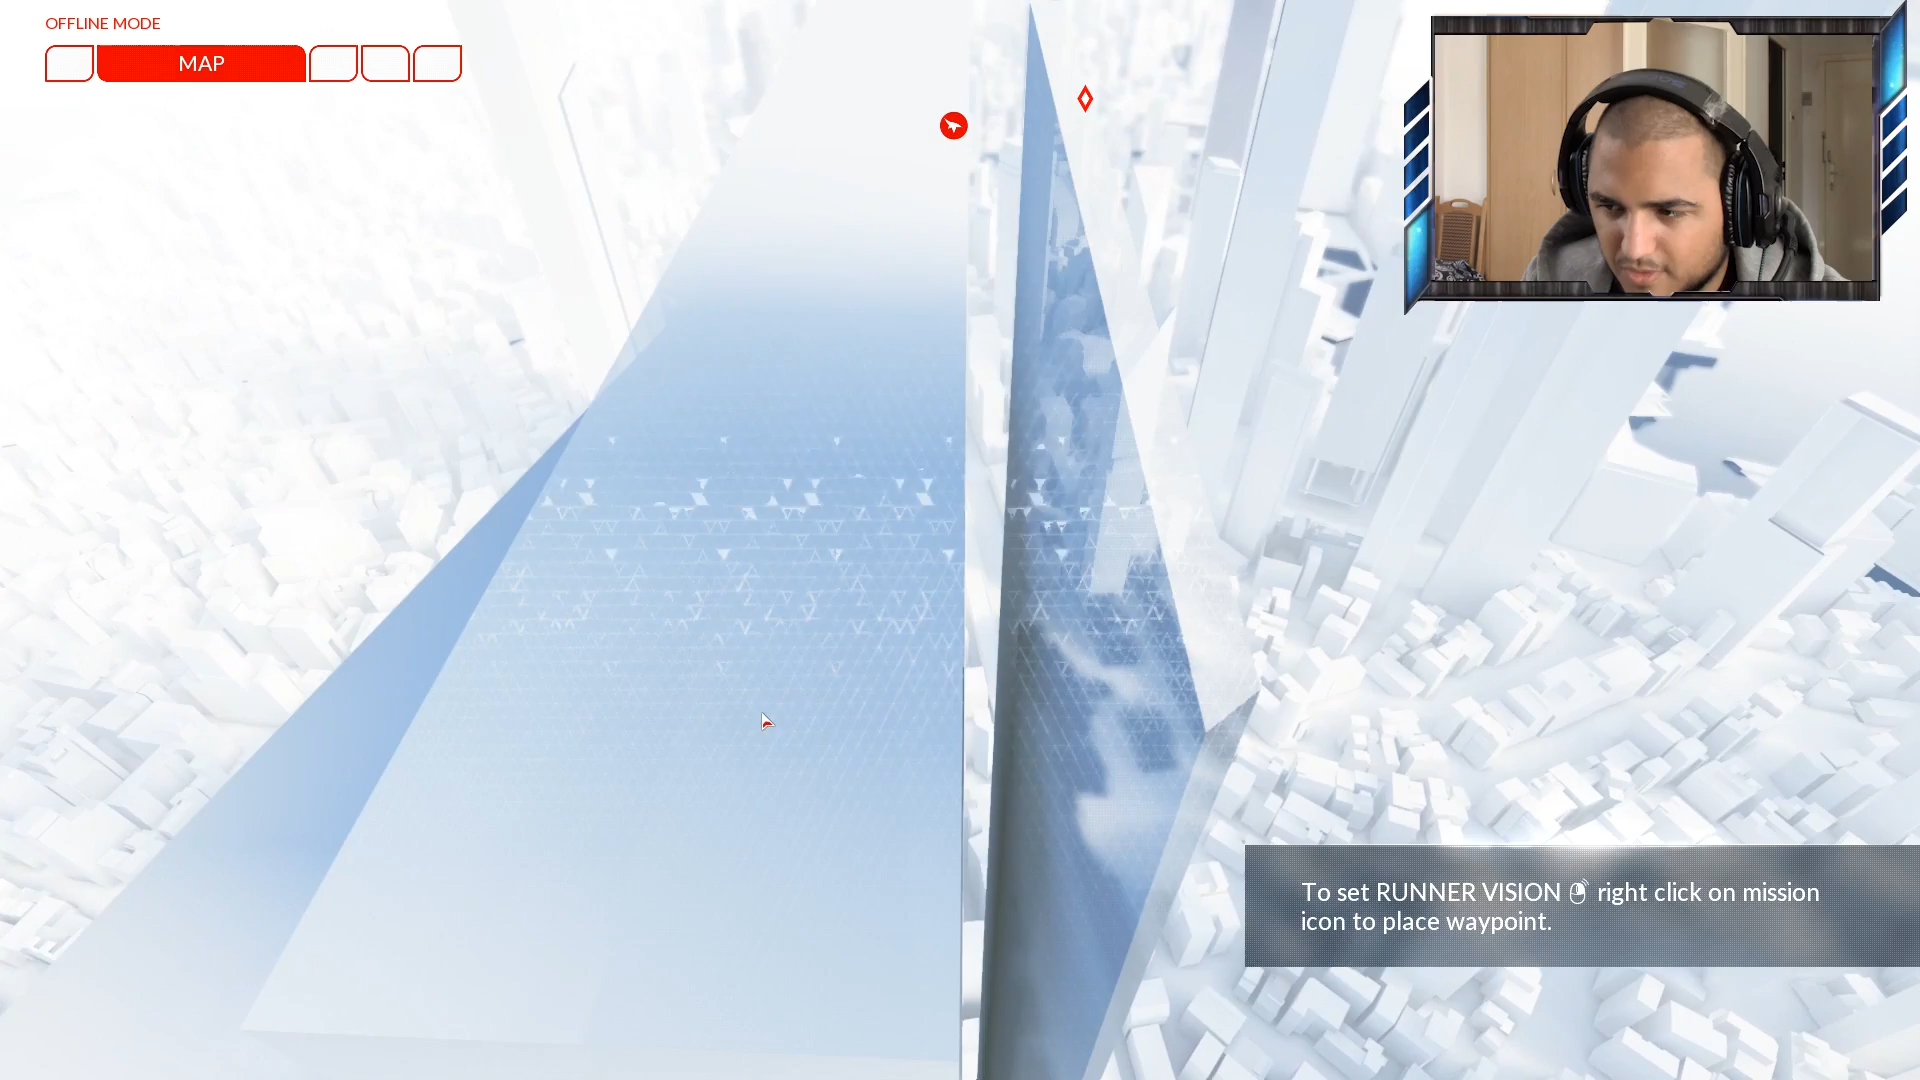 OFFLINE MODE
MAP
To set RUNNER VISION right click on mission
icon to place waypoint.